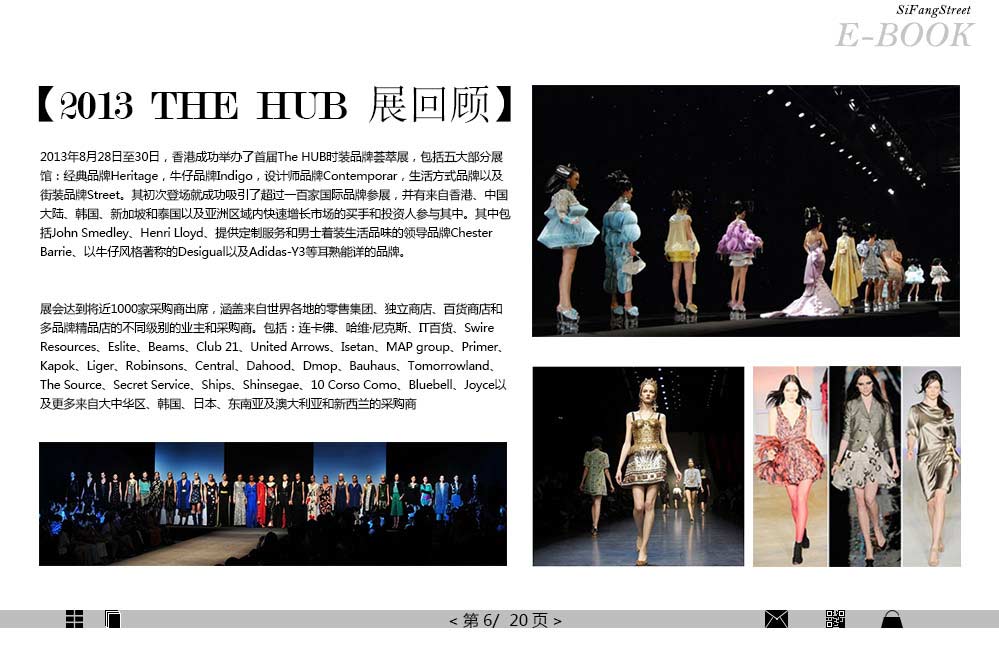 SiFangStreet
E-BOOK
【2013 THE HUB 展回顾】
2013年8月28日至30日，香港成功举办了首届The HUB时装品牌荟萃展，包括五大部分展
馆：经典品牌Heritage，牛仔品牌Indigo，设计师品牌Contemporar，生活方式品牌以及
街装品牌Street。其初次登场就成功吸引了超过一百家国际品牌参展，并有来自香港、中国
大陆、韩国、新加坡和泰国以及亚洲区域内快速增长市场的买手和投资人参与其中。其中包
括John Smedley、Henri Lloyd、提供定制服务和男士着装生活品味的领导品牌Chester
Barrie、以牛仔风格著称的Desigual以及Adidas-Y3等耳熟能详的品牌。
展会达到将近1000家采购商出席，涵盖来自世界各地的零售集团、独立商店、百货商店和
多品牌精品店的不同级别的业主和采购商。包括：连卡佛、哈维·尼克斯、IT百货、Swire
Resources、Eslite、Beams、Club 21、United Arrows、Isetan、MAP group、Primer、
Kapok、Liger、Robinsons、Central、Dahood、Dmop、Bauhaus、Tomorrowland、
The Source、Secret Service、Ships、Shinsegae、10 Corso Como、Bluebell、Joyce以
及更多来自大中华区、韩国、日本、东南亚及澳大利亚和新西兰的采购商
< 第 6/ 20 页 >